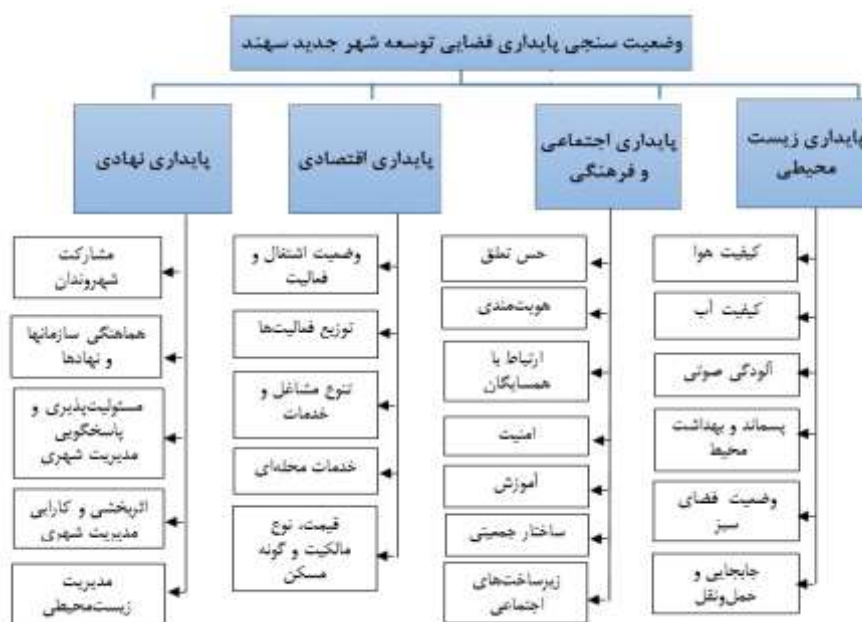 وضعیت سنجی پایداری فضایی توسعه شهر جدید سهند
پایداری زیست
محیطی
کیفیت هوا
کیفیت آب
آلودگی صوتی
پسماند و بهداشت
محیط
وضعیت فضای
سبز
جابجایی و
حمل‌ونقل
پایداری اجتماعی
و فرهنگی
حس تعلق
هویت‌مندی
ارتباط با
همسایگان
امنیت
آموزش
ساختار جمعیتی
زیرساخت‌های
اجتماعی
پایداری اقتصادی
وضعیت اشتغال و
فعالیت
توزیع فعالیت‌ها
تنوع مشاغل و
خدمات
خدمات محله‌ای
قیمت، نوع
مالکیت و گونه
مسکن
پایداری نهادی
مشارکت
شهروندان
هماهنگی سازمانها
و نهادها
مسئولیت‌پذیری و
پاسخگویی
مدیریت شهری
اثربخشی و کارایی
مدیریت شهری
مدیریت
زیست‌محیطی